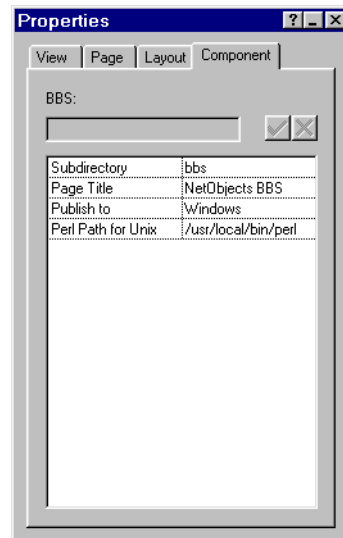 Properties
View Page Layout Component
BBS:
Subdirectory bbs
Page Title NetObjects BBS
Publish to Windows
Perl Path for Unix /usr/local/bin/perl